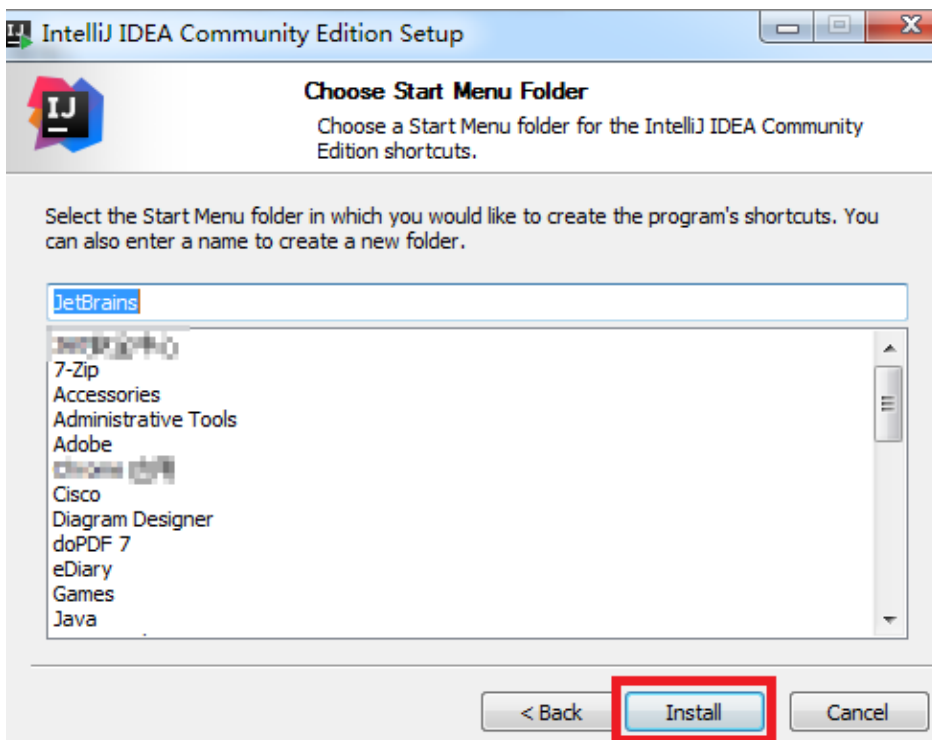 IntelliJ IDEA Community Edition Setup
IJ
Choose Start Menu Folder
Choose a Start Menu folder for the IntelliJ IDEA Community
Edition shortcuts.
Select the Start Menu folder in which you would like to create the program's shortcuts. You
can also enter a name to create a new folder.
JetBrains
7-Zip
Accessories
Administrative Tools
Adobe
Cisco
Diagram Designer
doPDF 7
eDiary
Games
Java
< Back
Install
Cancel